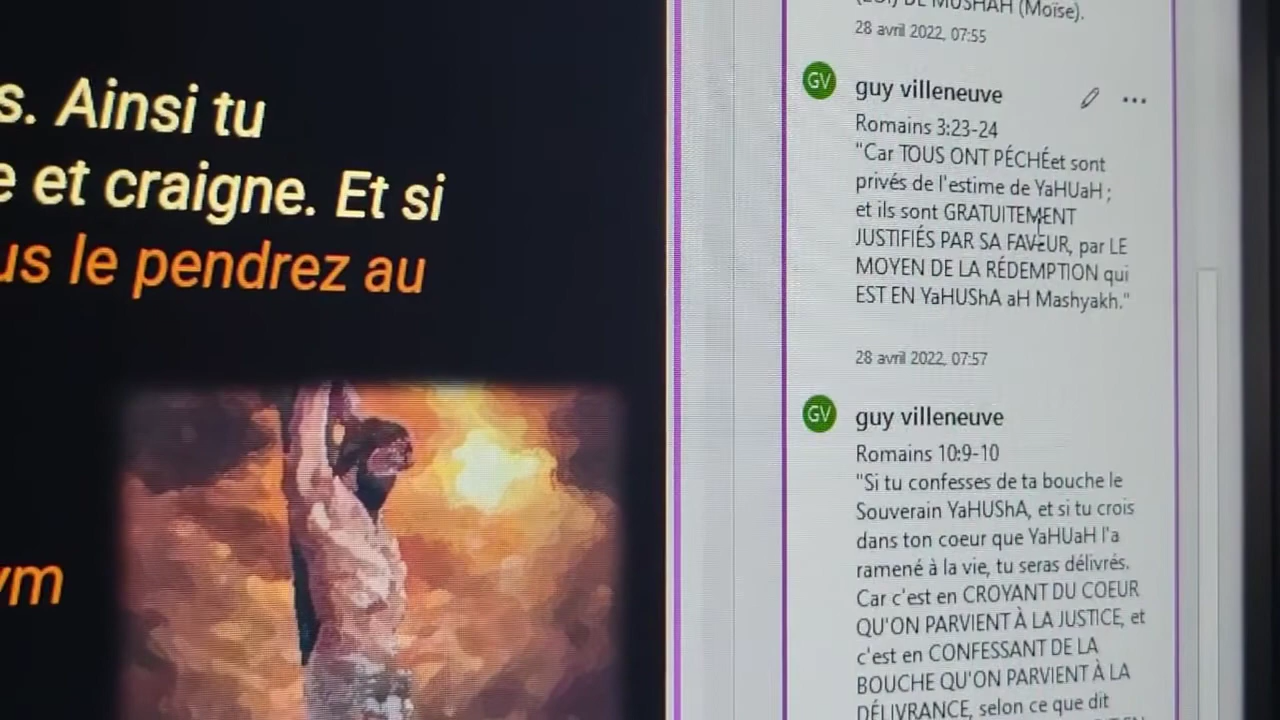 s. Ainsi tu
e et craigne. Et si
us le pendrez au
ym
(LOI) DE MUSHAH (Moïse).
28 avril 2022, 07:55
GV
guy villeneuve
Romains 3:23-24
"Car TOUS ONT PÉCHÉet sont
privés de l'estime de YaHUaH ;
et ils sont GRATUITEMENT
JUSTIFIÉS PAR SA FAVEUR, par LE
MOYEN DE LA RÉDEMPTION qui
EST EN YaHUShA aH Mashyakh."
28 avril 2022, 07:57
GV
guy villeneuve
Romains 10:9-10
"Si tu confesses de ta bouche le
Souverain YaHUShA, et si tu crois
dans ton coeur que YaHUaH l'a
ramené à la vie, tu seras délivrés.
Car c'est en CROYANT DU COEUR
QU'ON PARVIENT À LA JUSTICE, et
c'est en CONFESSANT DE LA
BOUCHE QU'ON PARVIENT À LA
DÉLIVRANCE, selon ce que dit